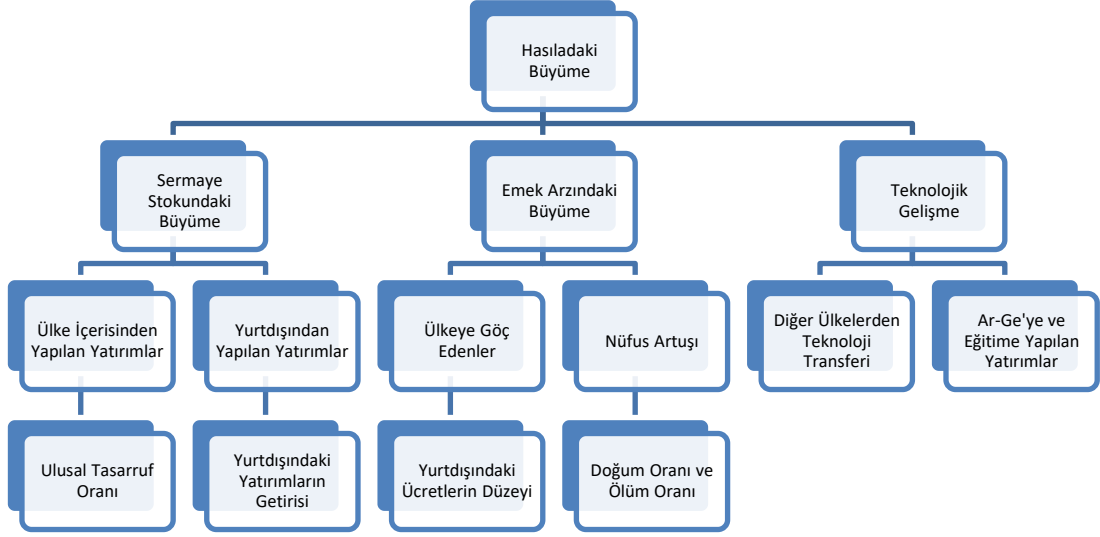 Hasıladaki
Büyüme
Sermaye
Stokundaki
Büyüme
Emek Arzındaki
Büyüme
Teknolojik
Gelişme
Ülke İçerisinden
Yapılan Yatırımlar
Yurtdışından
Yapılan Yatırımlar
Ülkeye Göç
Edenler
Nüfus Artuşı
Diğer Ülkelerden
Teknoloji
Transferi
Ar-Ge'ye ve
Eğitime Yapılan
Yatırımlar
Ulusal Tasarruf
Oranı
Yurtdışındaki
Yatırımların
Getirisi
Yurtdışındaki
Ücretlerin Düzeyi
Doğum Oranı ve
Ölüm Oranı